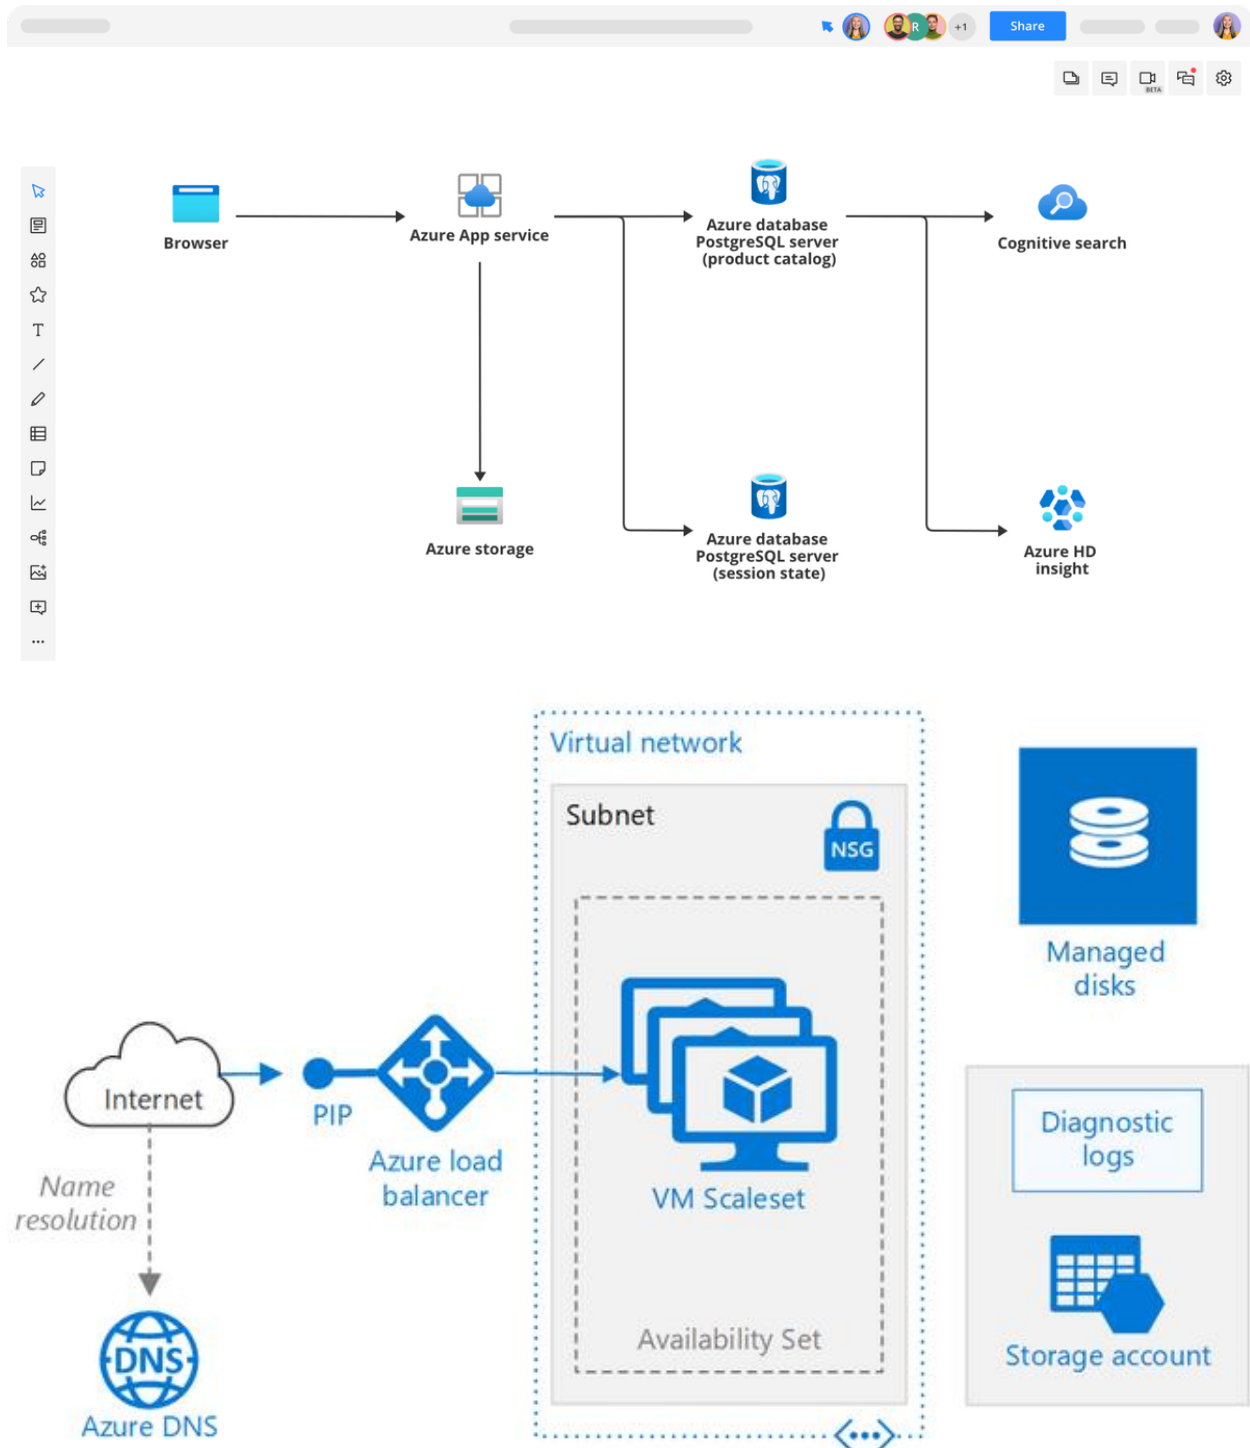 R
+1
Share
BETA
Browser
Azure App service
Azure database
PostgreSQL server
(product catalog)
Cognitive search
Azure storage
Azure database
PostgreSQL server
(session state)
Azure HD
insight
Virtual network
Subnet
NSG
Managed
disks
Internet
PIP
Azure load
balancer
VM Scaleset
Diagnostic
logs
Name
resolution
Availability Set
Storage account
DNS
Azure DNS